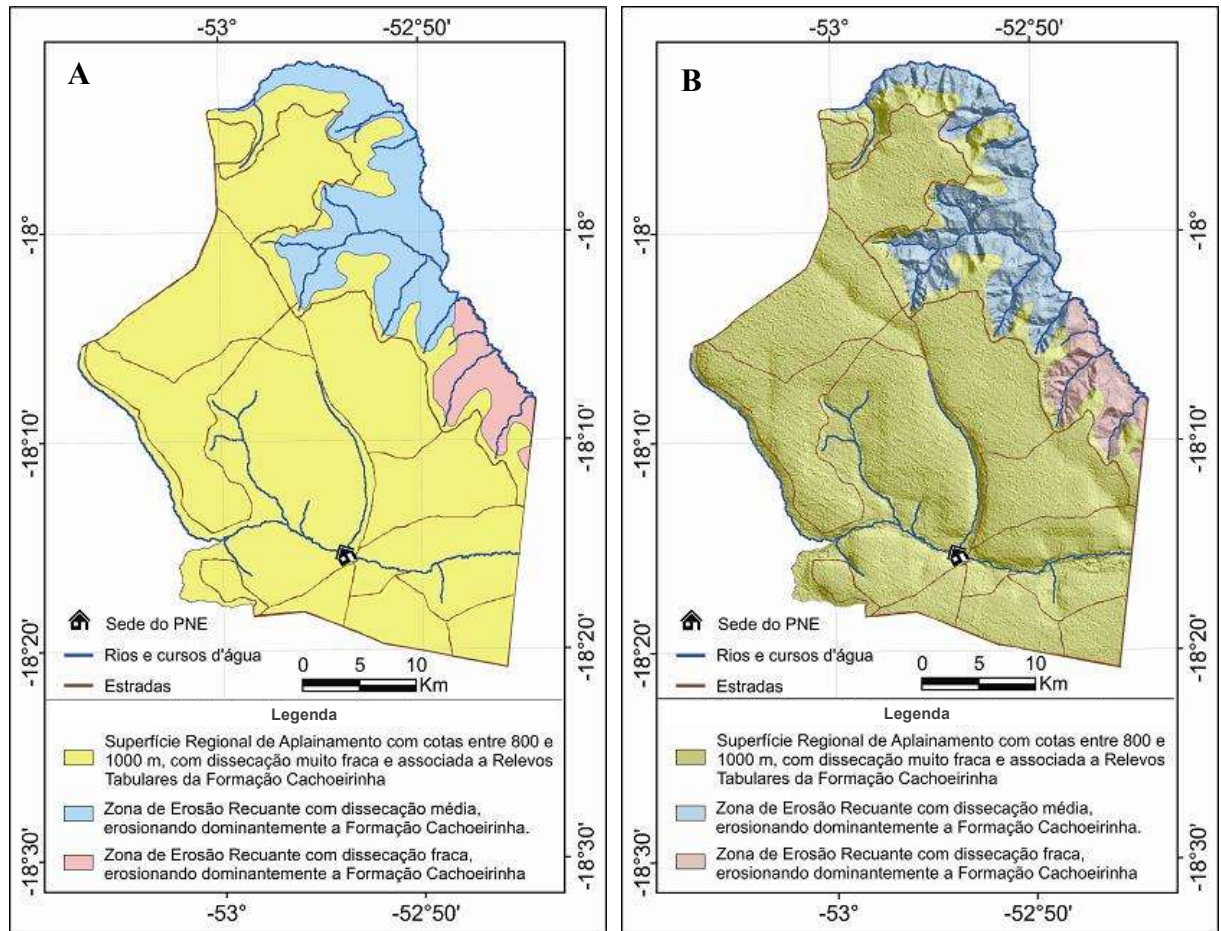 A
-53°
-52°50'
-18°
-18°
-18°10'
-18°10'
-18°20'
-18°20'
-18°30'
-18°30'
Sede do PNE
Rios e cursos d'água
Estradas
0 5 10
Km
Legenda
Superfície Regional de Aplainamento com cotas entre 800 e
1000 m, com dissecação muito fraca e associada a Relevos
Tabulares da Formação Cachoeirinha
Zona de Erosão Recuante com dissecação média,
erosionando dominantemente a Formação Cachoeirinha.
Zona de Erosão Recuante com dissecação fraca,
erosionando dominantemente a Formação Cachoeirinha
-53°
-52°50'
B
-53°
-52°50'
-18°
-18°
-18°10'
-18°10'
-18°20'
-18°20'
-18°30'
-18°30'
Sede do PNE
Rios e cursos d'água
Estradas
0 5 10
Km
Legenda
Superfície Regional de Aplainamento com cotas entre 800 e
1000 m, com dissecação muito fraca e associada a Relevos
Tabulares da Formação Cachoeirinha
Zona de Erosão Recuante com dissecação média,
erosionando dominantemente a Formação Cachoeirinha.
Zona de Erosão Recuante com dissecação fraca,
erosionando dominantemente a Formação Cachoeirinha
-53°
-52°50'